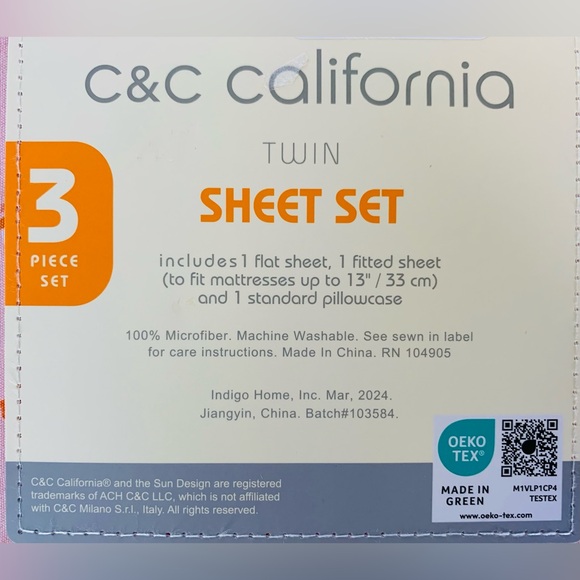 C&C California
TWIN
SHEET SET
3
PIECE
SET
includes 1 flat sheet, 1 fitted sheet
(to fit mattresses up to 13" / 33 cm)
and 1 standard pillowcase
100% Microfiber. Machine Washable. See sewn in label
for care instructions. Made In China. RN 104905
Indigo Home, Inc. Mar, 2024.
Jiangyin, China. Batch#103584.
C&C California® and the Sun Design are registered
trademarks of ACH C&C LLC, which is not affiliated
with C&C Milano S.r.l., Italy. All rights reserved.
OEKO
TEX®
MADE IN
GREEN
M1VLP1CP4
TESTEX
www.oeko-tex.com